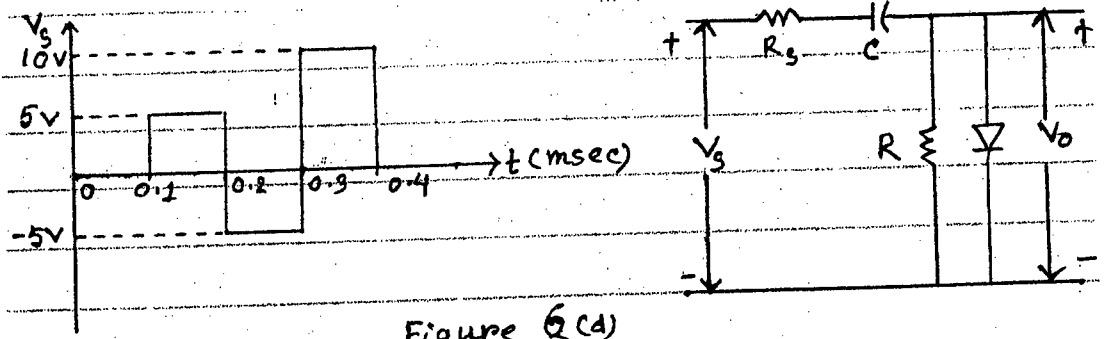 Vs
10V
5V
-5V
0 0.1 0.2 0.3 0.4
t (msec)
+ Rs C +
Vs R Vo
- -
Figure 6(d)